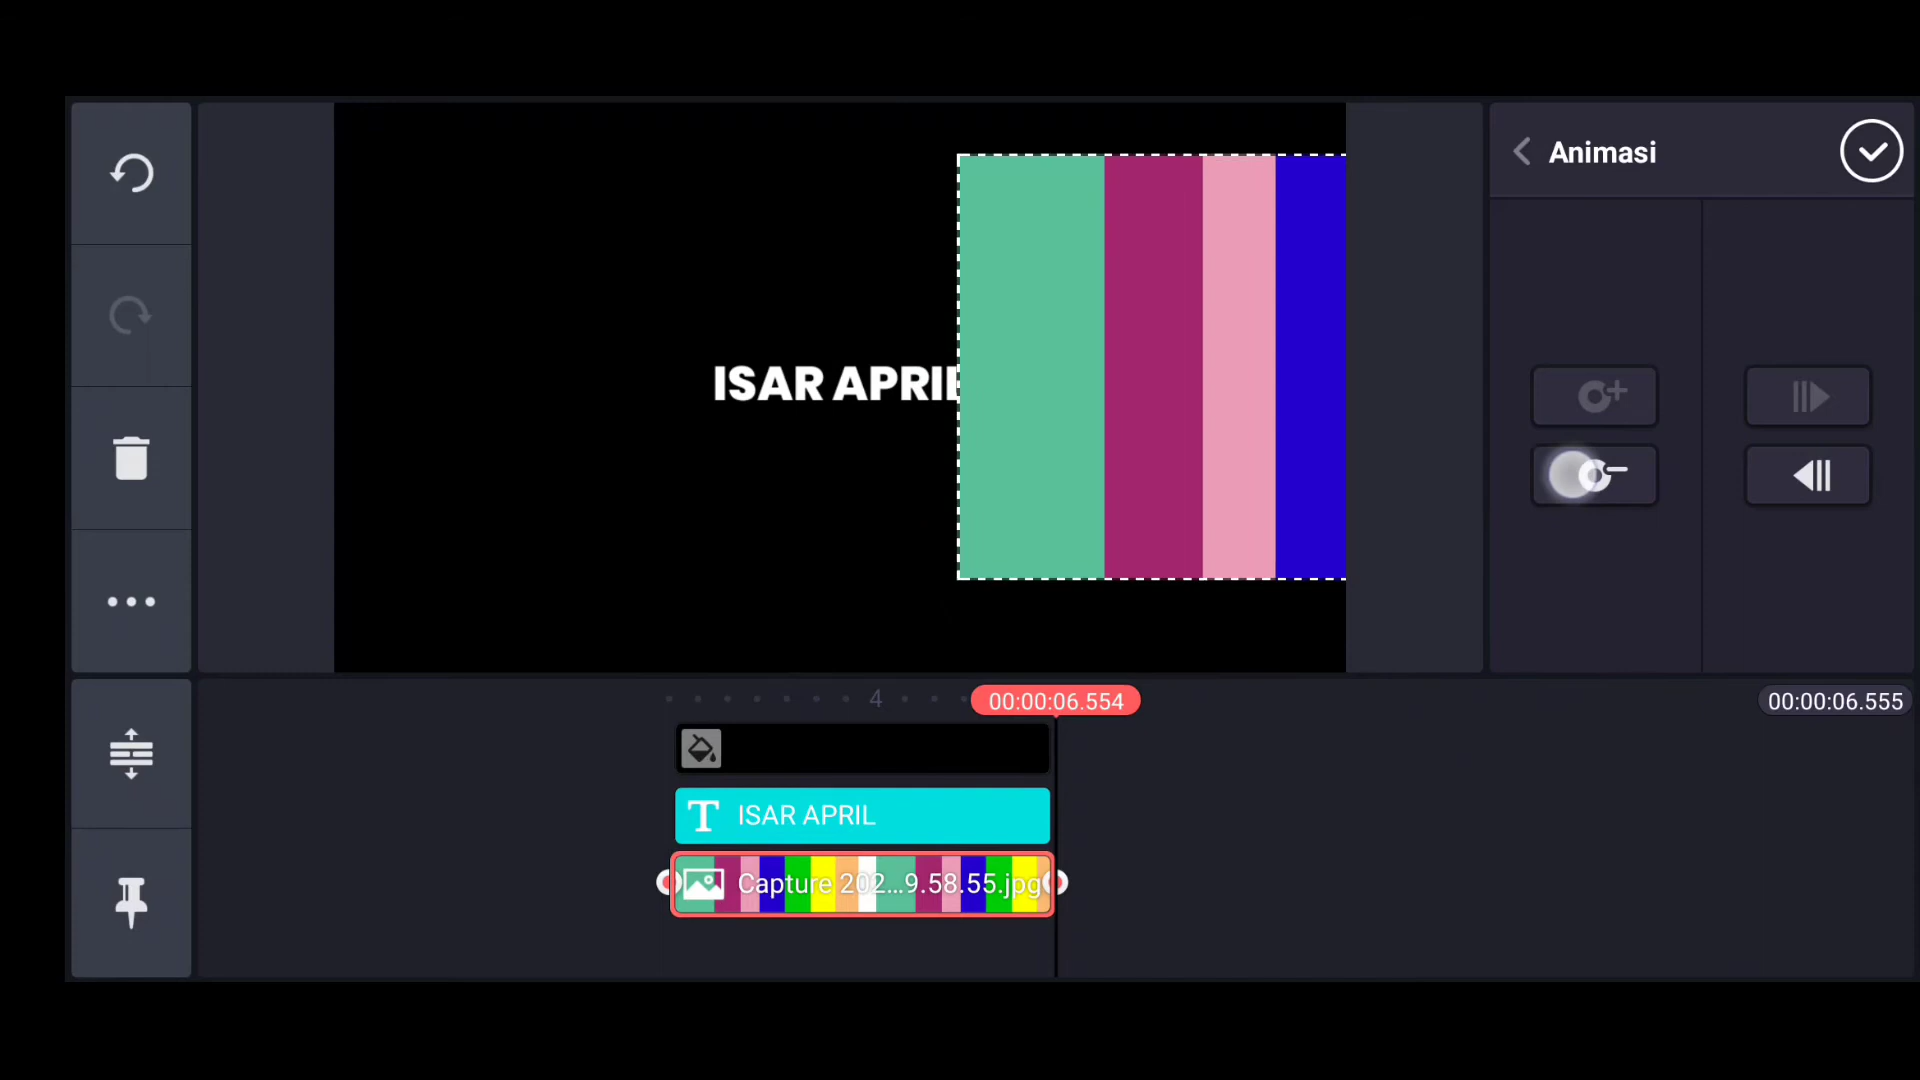 Animasi
ISAR APRIL
4
00:00:06.554
00:00:06.555
T ISAR APRIL
Capture 202...9.58.55.jpg